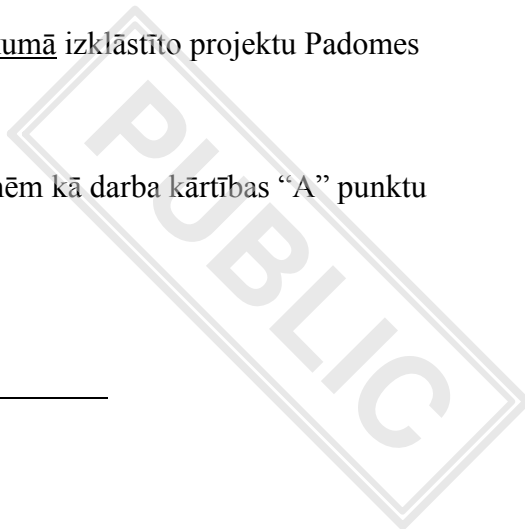 umā izklāstīto projektu Padomes
ēm kā darba kārtības “A” punktu
PUBLIC